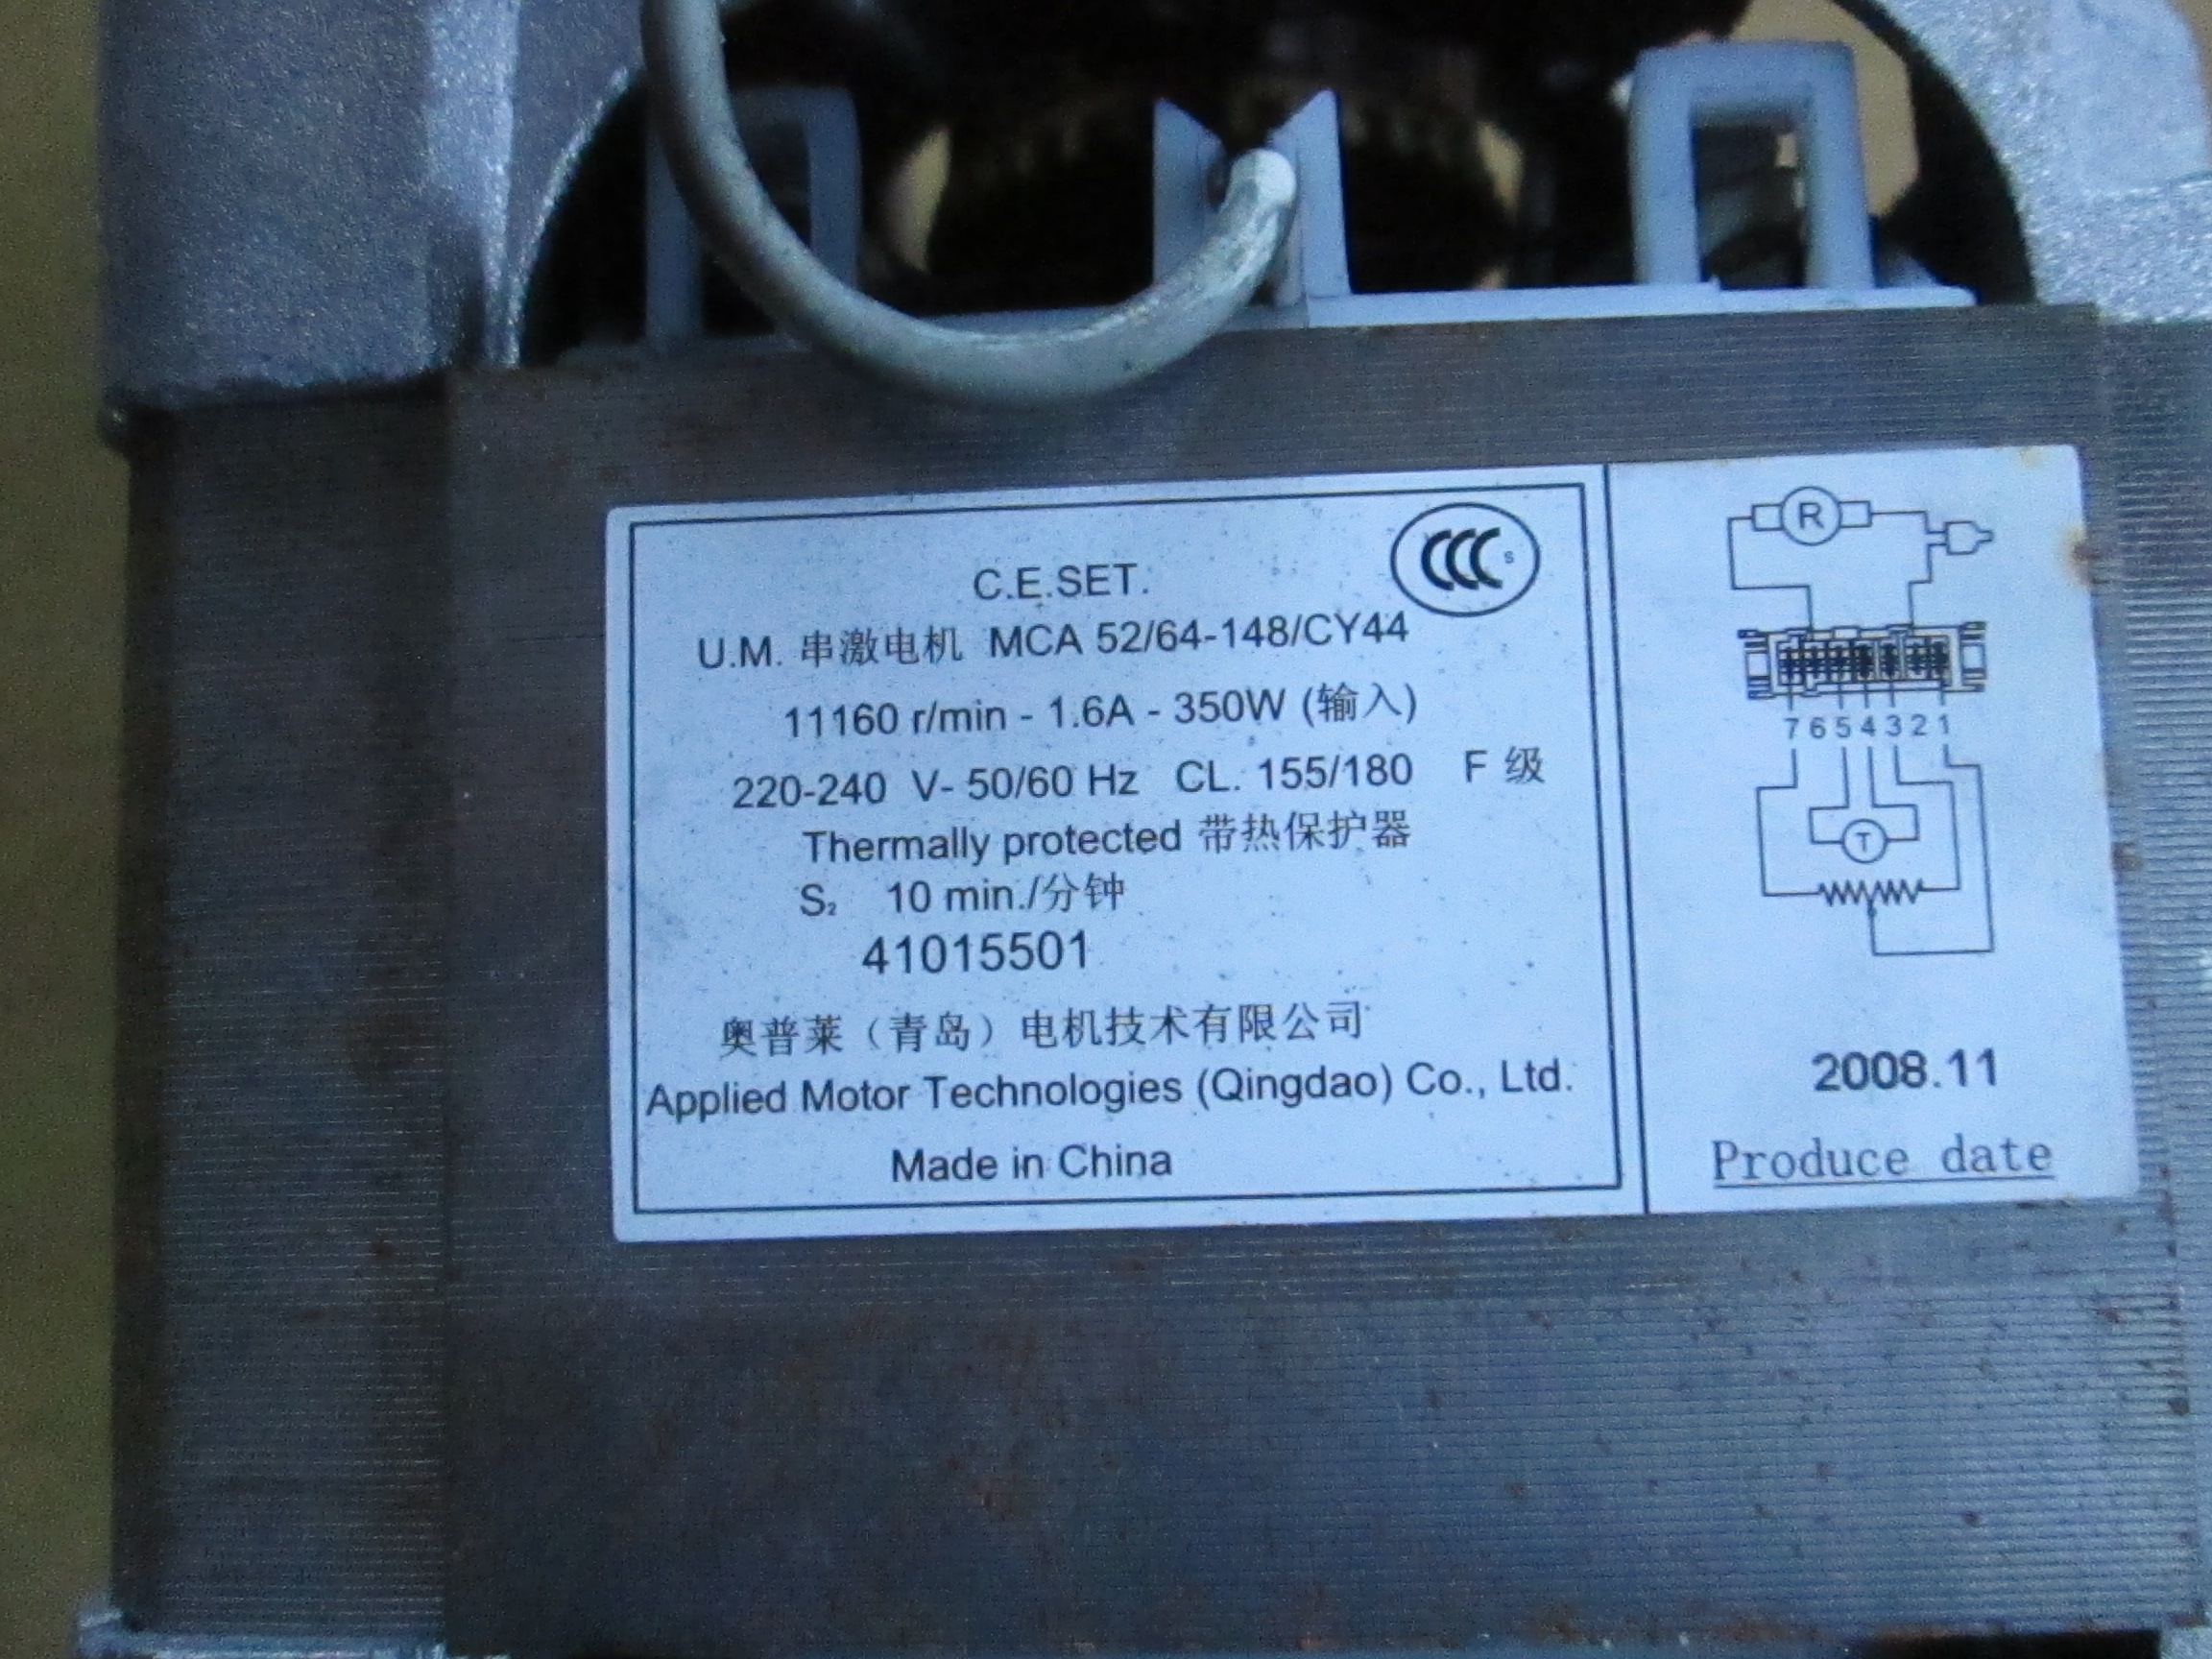 C.E.SET.
CCC S
U.M. 串激电机 MCA 52/64-148/CY44
11160 r/min - 1.6A - 350W (输入)
220-240 V- 50/60 Hz CL. 155/180 F 级
Thermally protected 带热保护器
S₂ 10 min./分钟
41015501
奥普莱（青岛）电机技术有限公司
Applied Motor Technologies (Qingdao) Co., Ltd.
Made in China
R
7 6 5 4 3 2 1
T
2008.11
Produce date